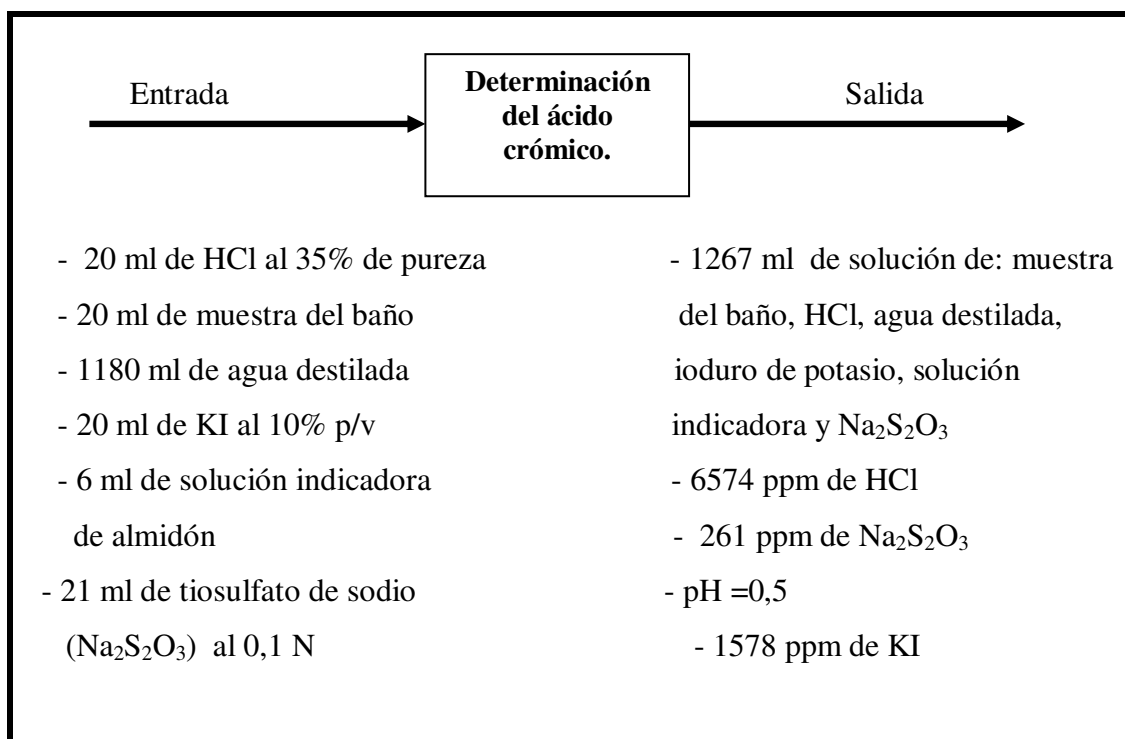 Entrada
Determinación
del ácido
crómico.
Salida
- 20 ml de HCl al 35% de pureza
- 20 ml de muestra del baño
- 1180 ml de agua destilada
- 20 ml de KI al 10% p/v
- 6 ml de solución indicadora
de almidón
- 21 ml de tiosulfato de sodio
(Na₂S₂O₃) al 0,1 N
- 1267 ml de solución de: muestra
del baño, HCl, agua destilada,
ioduro de potasio, solución
indicadora y Na₂S₂O₃
- 6574 ppm de HCl
- 261 ppm de Na₂S₂O₃
- pH =0,5
- 1578 ppm de KI